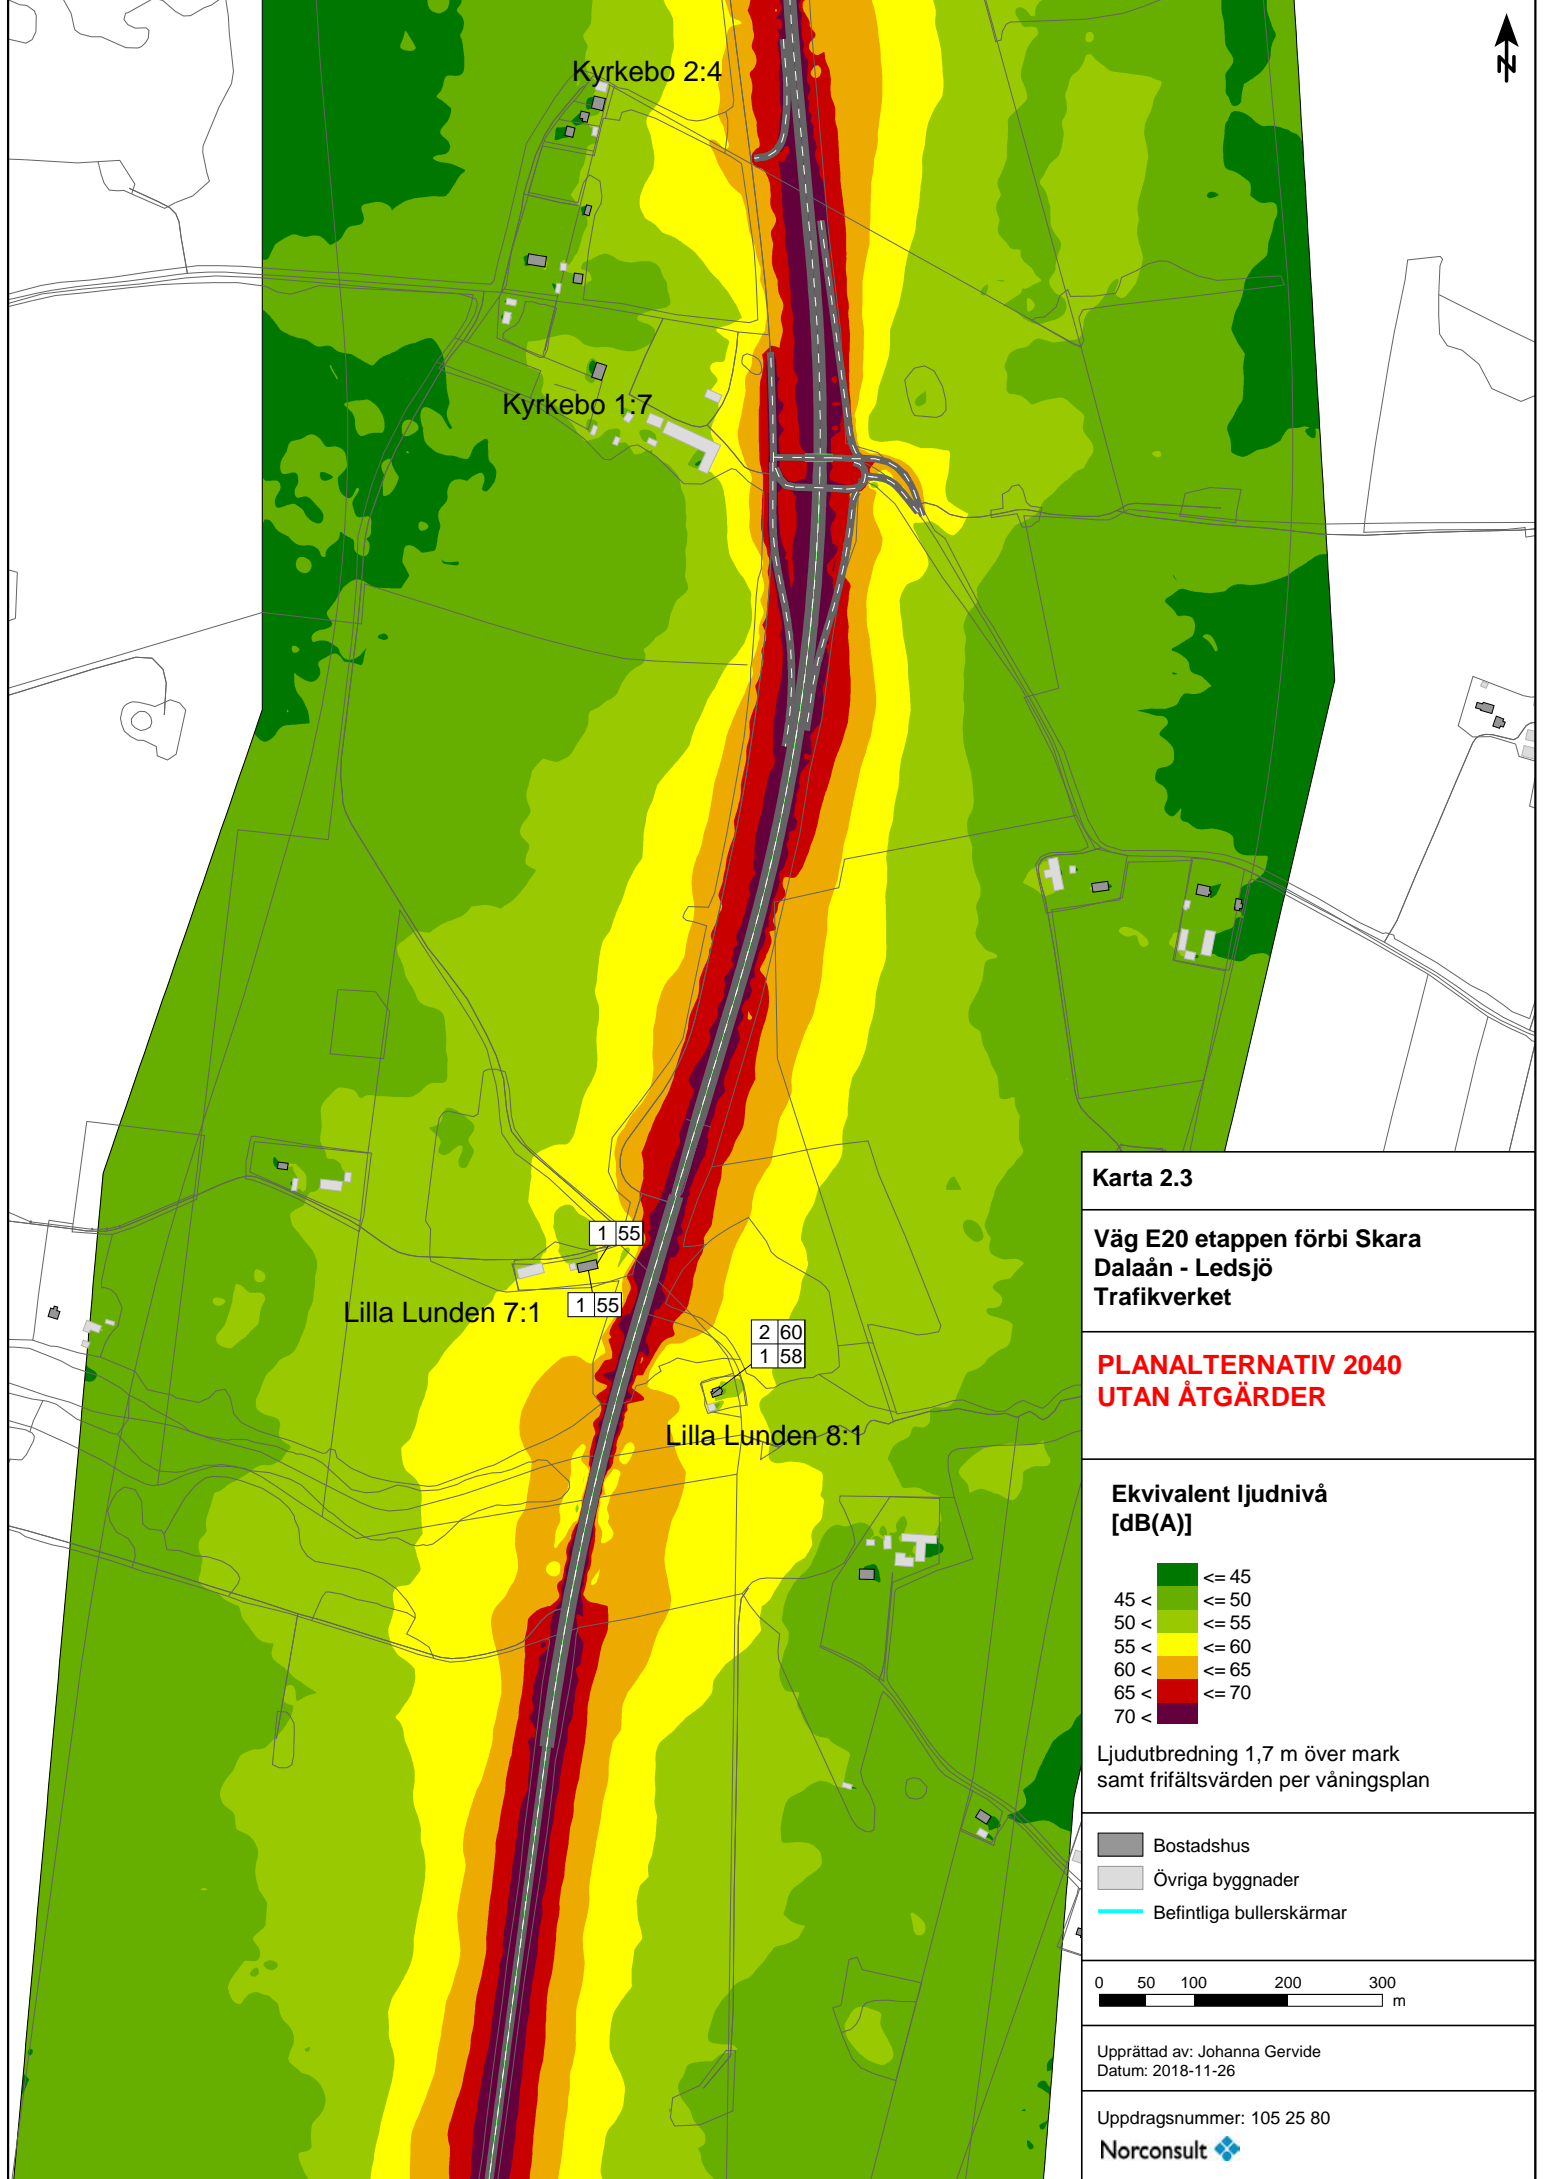 Kyrkebo 2:4
N
Kyrkebo 1:7
1 55
1 55
Lilla Lunden 7:1
2 60
1 58
Lilla Lunden 8:1
Karta 2.3
Väg E20 etappen förbi Skara
Dalaån - Ledsjö
Trafikverket
PLANALTERNATIV 2040
UTAN ÅTGÄRDER
Ekvivalent ljudnivå
[dB(A)]
<= 45
45 < <= 50
50 < <= 55
55 < <= 60
60 < <= 65
65 < <= 70
70 <
Ljudutbredning 1,7 m över mark
samt frifältsvärden per våningsplan
Bostadshus
Övriga byggnader
Befintliga bullerskärmar
0 50 100 200 300
m
Upprättad av: Johanna Gervide
Datum: 2018-11-26
Uppdragsnummer: 105 25 80
Norconsult